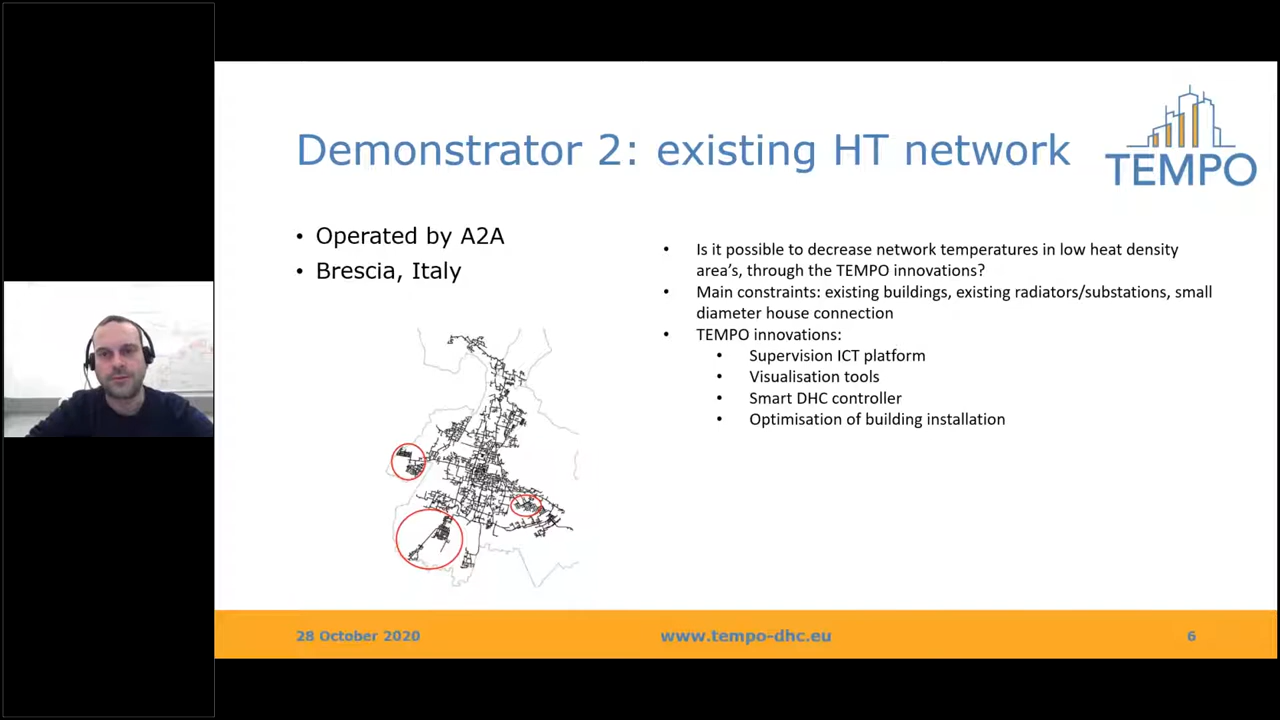 Demonstrator 2: existing HT network
TEMPO
• Operated by A2A
• Brescia, Italy
• Is it possible to decrease network temperatures in low heat density
area's, through the TEMPO innovations?
• Main constraints: existing buildings, existing radiators/substations, small
diameter house connection
• TEMPO innovations:
• Supervision ICT platform
• Visualisation tools
• Smart DHC controller
• Optimisation of building installation
28 October 2020
www.tempo-dhc.eu
6